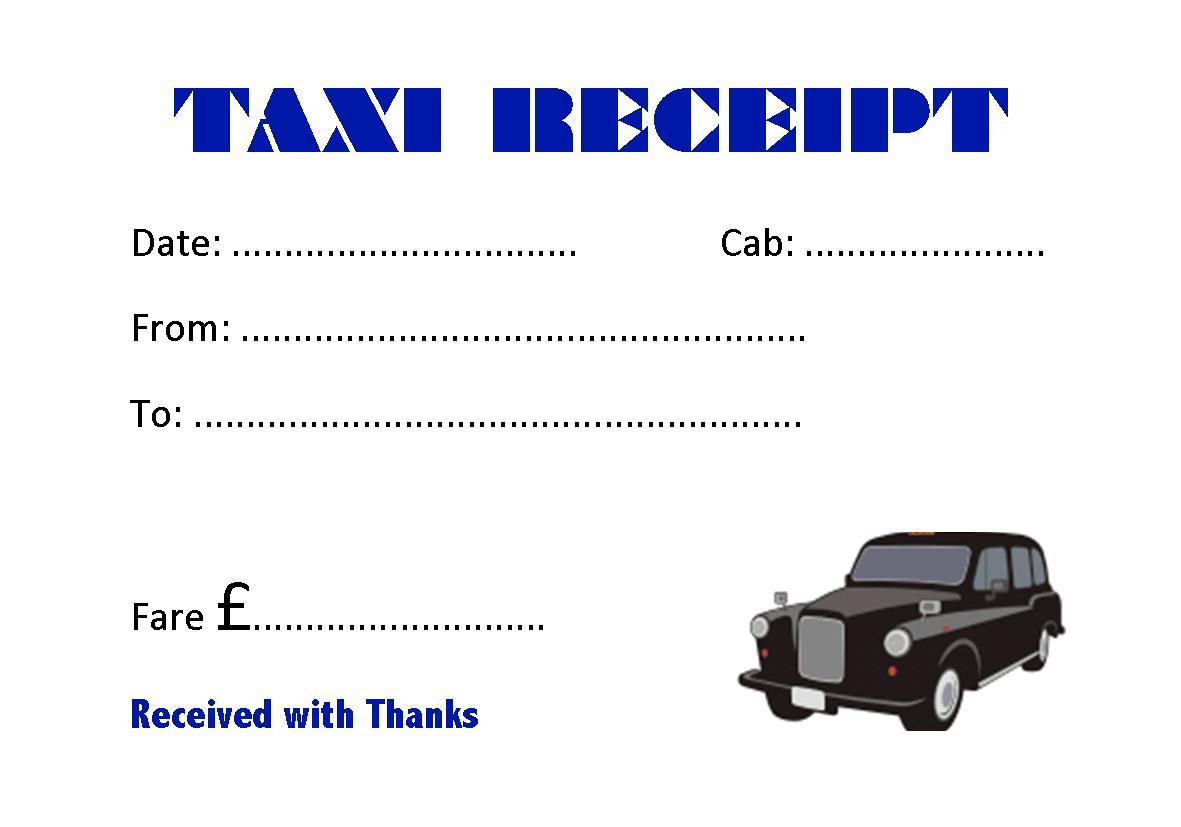 TAXI RECEIPT
Date: ................................. Cab: .......................
From: ......................................................
To: ..........................................................
Fare £............................
Received with Thanks